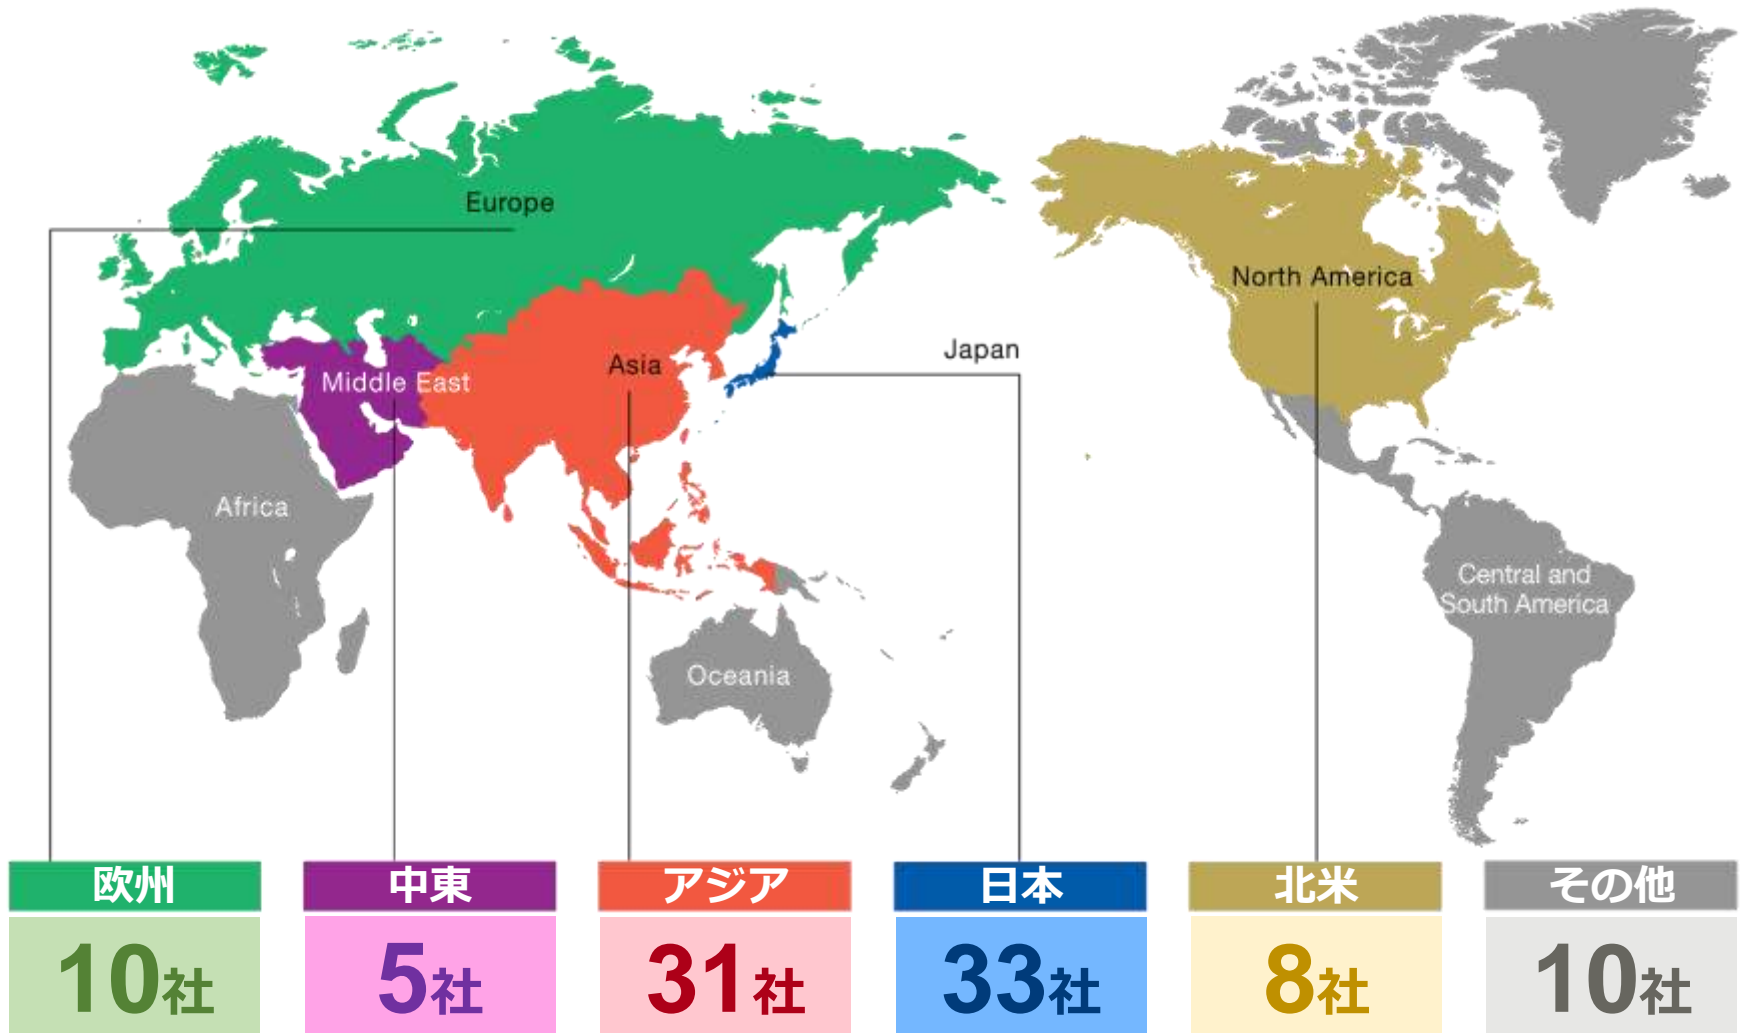 Europe
North America
Japan
Asia
Middle East
Africa
Central and
South America
Oceania
欧州
中東
アジア
日本
北米
その他
10社
5社
31社
33社
8社
10社